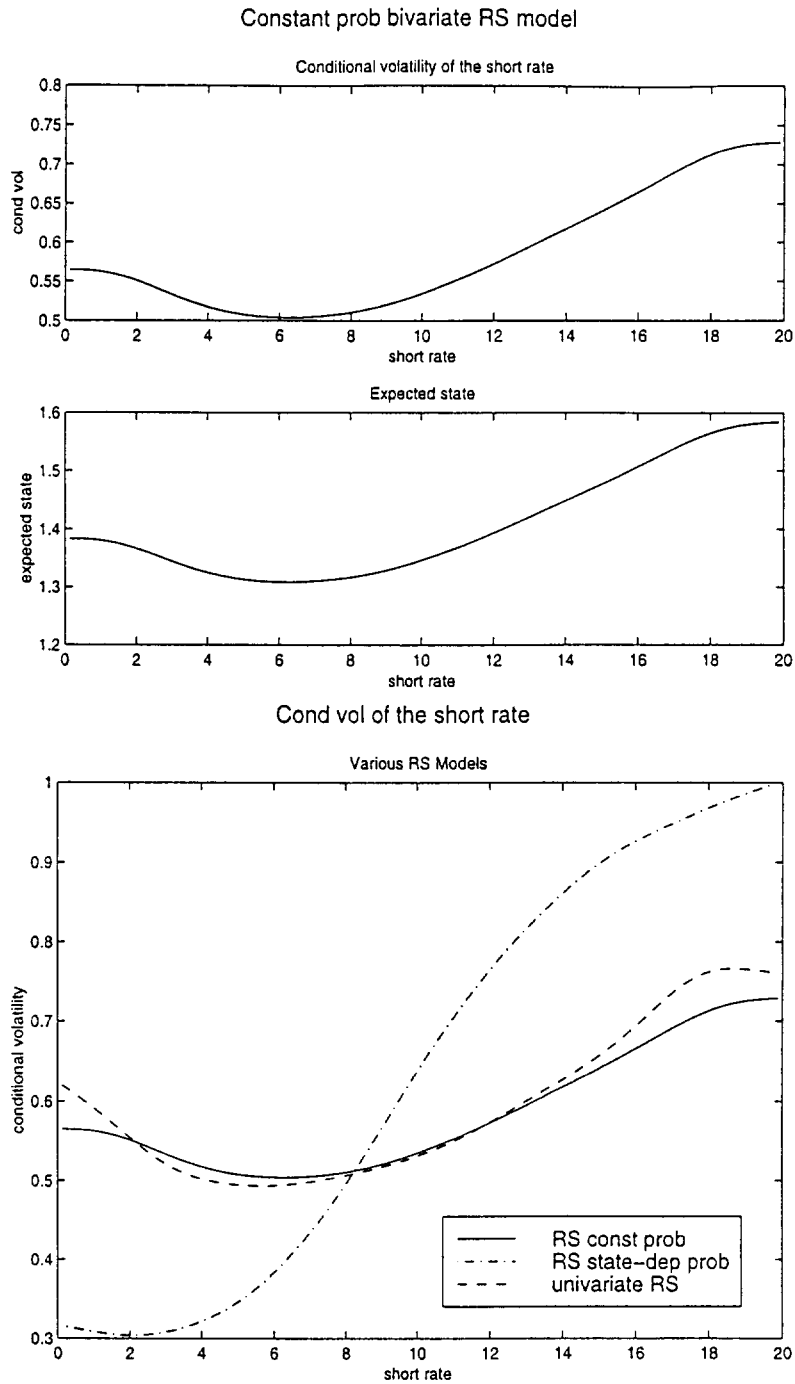 Constant prob bivariate RS model
Conditional volatility of the short rate
0.8
0.75
0.7
0.65
0.6
0.55
0.5
cond vol
0 2 4 6 8 10 12 14 16 18 20
short rate
Expected state
1.6
1.5
1.4
1.3
1.2
expected state
0 2 4 6 8 10 12 14 16 18 20
short rate
Cond vol of the short rate
Various RS Models
1
0.9
0.8
0.7
0.6
0.5
0.4
0.3
conditional volatility
RS const prob
RS state-dep prob
univariate RS
0 2 4 6 8 10 12 14 16 18 20
short rate